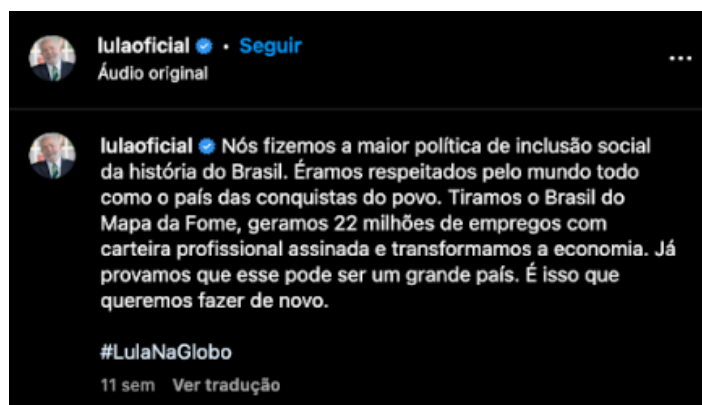 lulaoficial • Seguir
Áudio original
...
lulaoficial Nós fizemos a maior política de inclusão social
da história do Brasil. Éramos respeitados pelo mundo todo
como o país das conquistas do povo. Tiramos o Brasil do
Mapa da Fome, geramos 22 milhões de empregos com
carteira profissional assinada e transformamos a economia. Já
provamos que esse pode ser um grande país. É isso que
queremos fazer de novo.
#LulaNaGlobo
11 sem Ver tradução